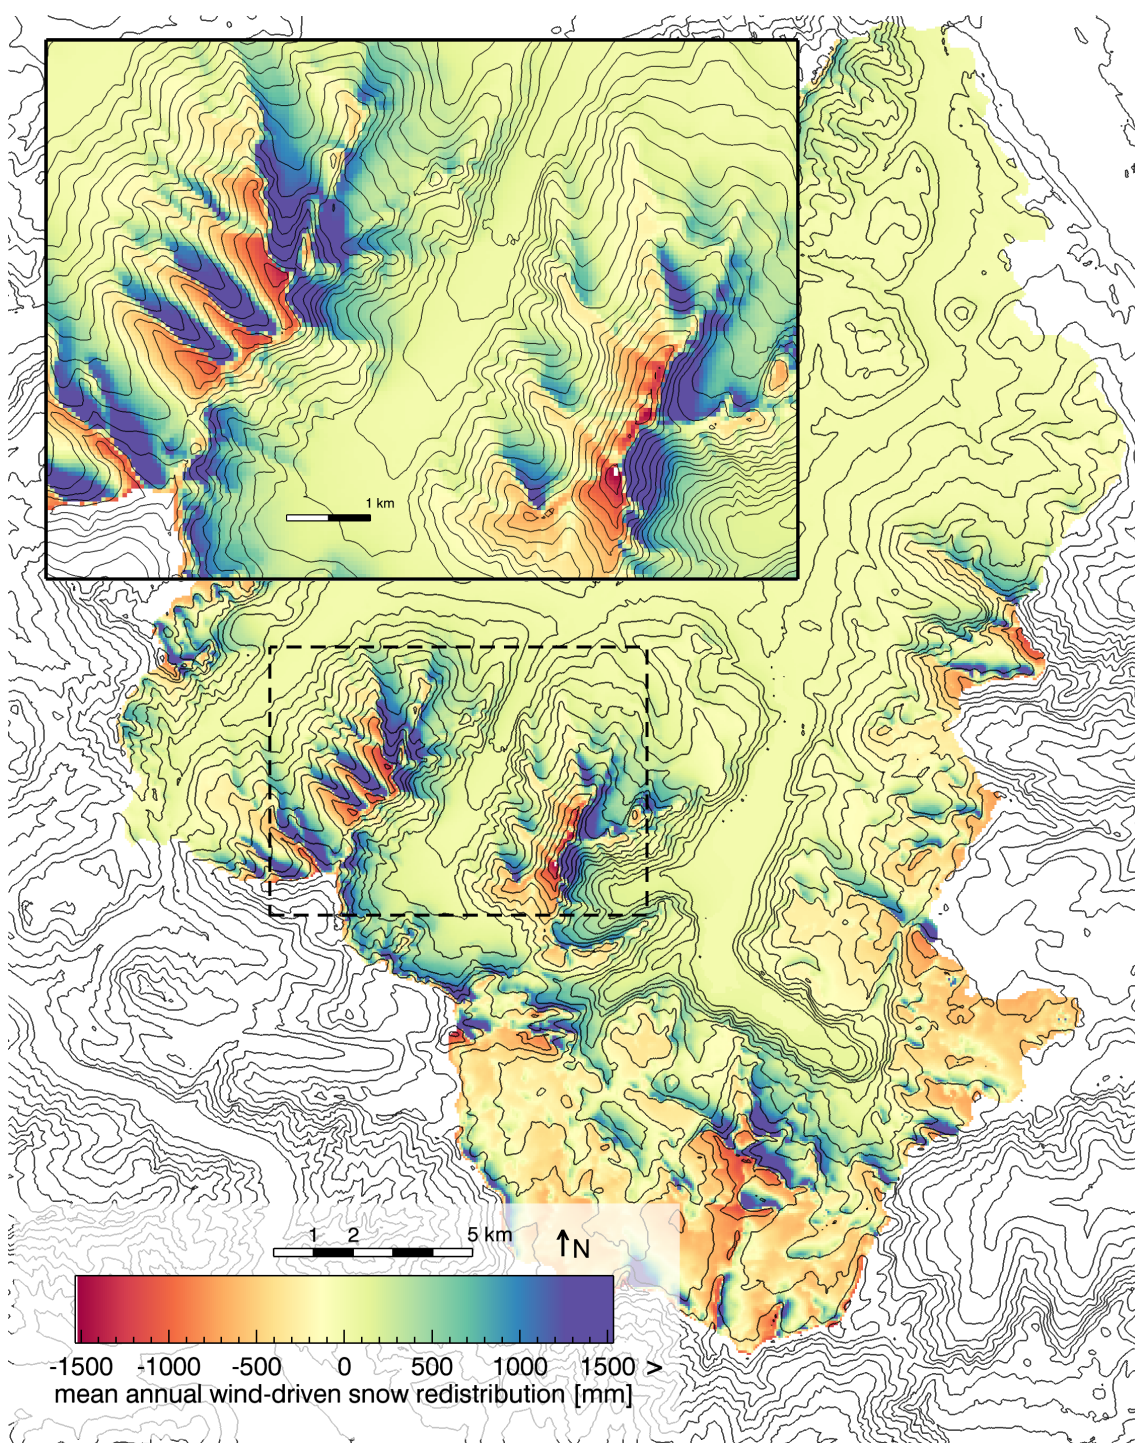 1 km
1 2 5 km
N
-1500 -1000 -500 0 500 1000 1500 >
mean annual wind-driven snow redistribution [mm]